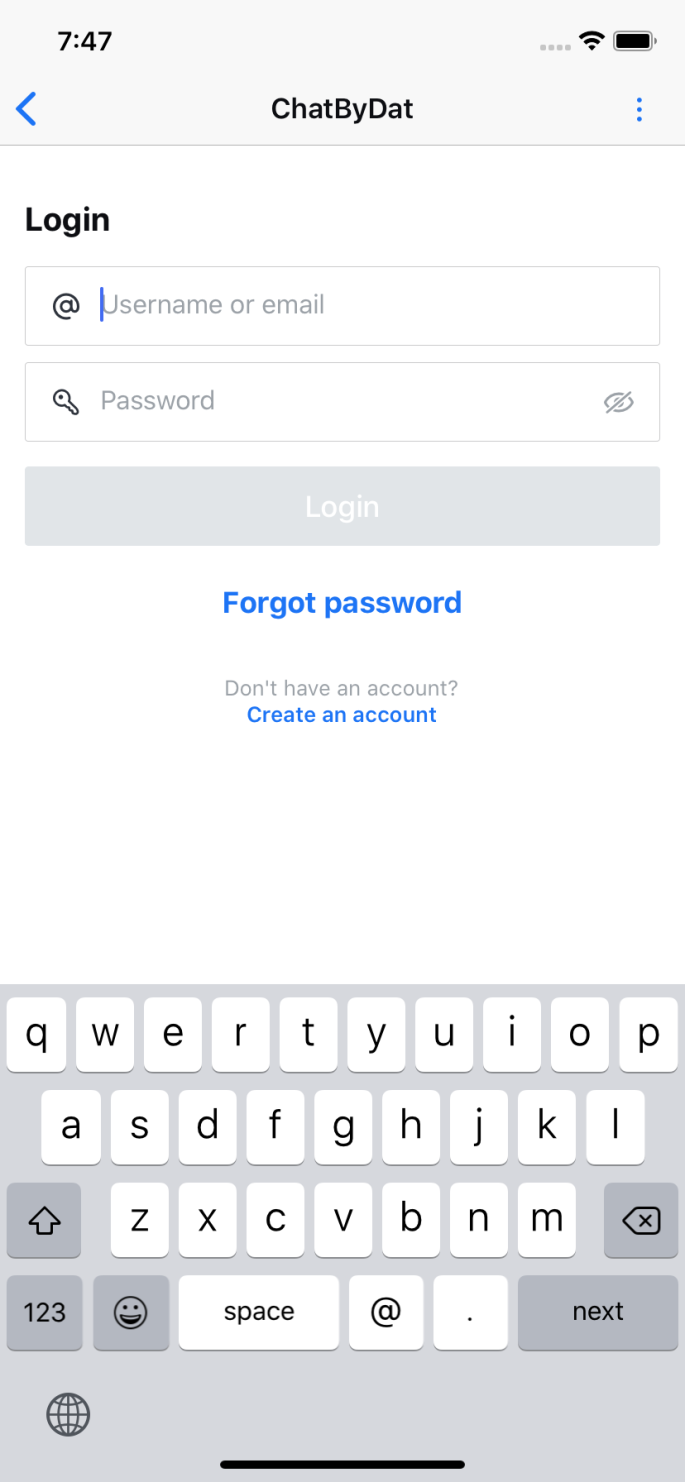 7:47
ChatByDat
Login
@ Username or email
Password
Login
Forgot password
Don't have an account?
Create an account
q w e r t y u i o p
a s d f g h j k l
z x c v b n m
123 space @ . next